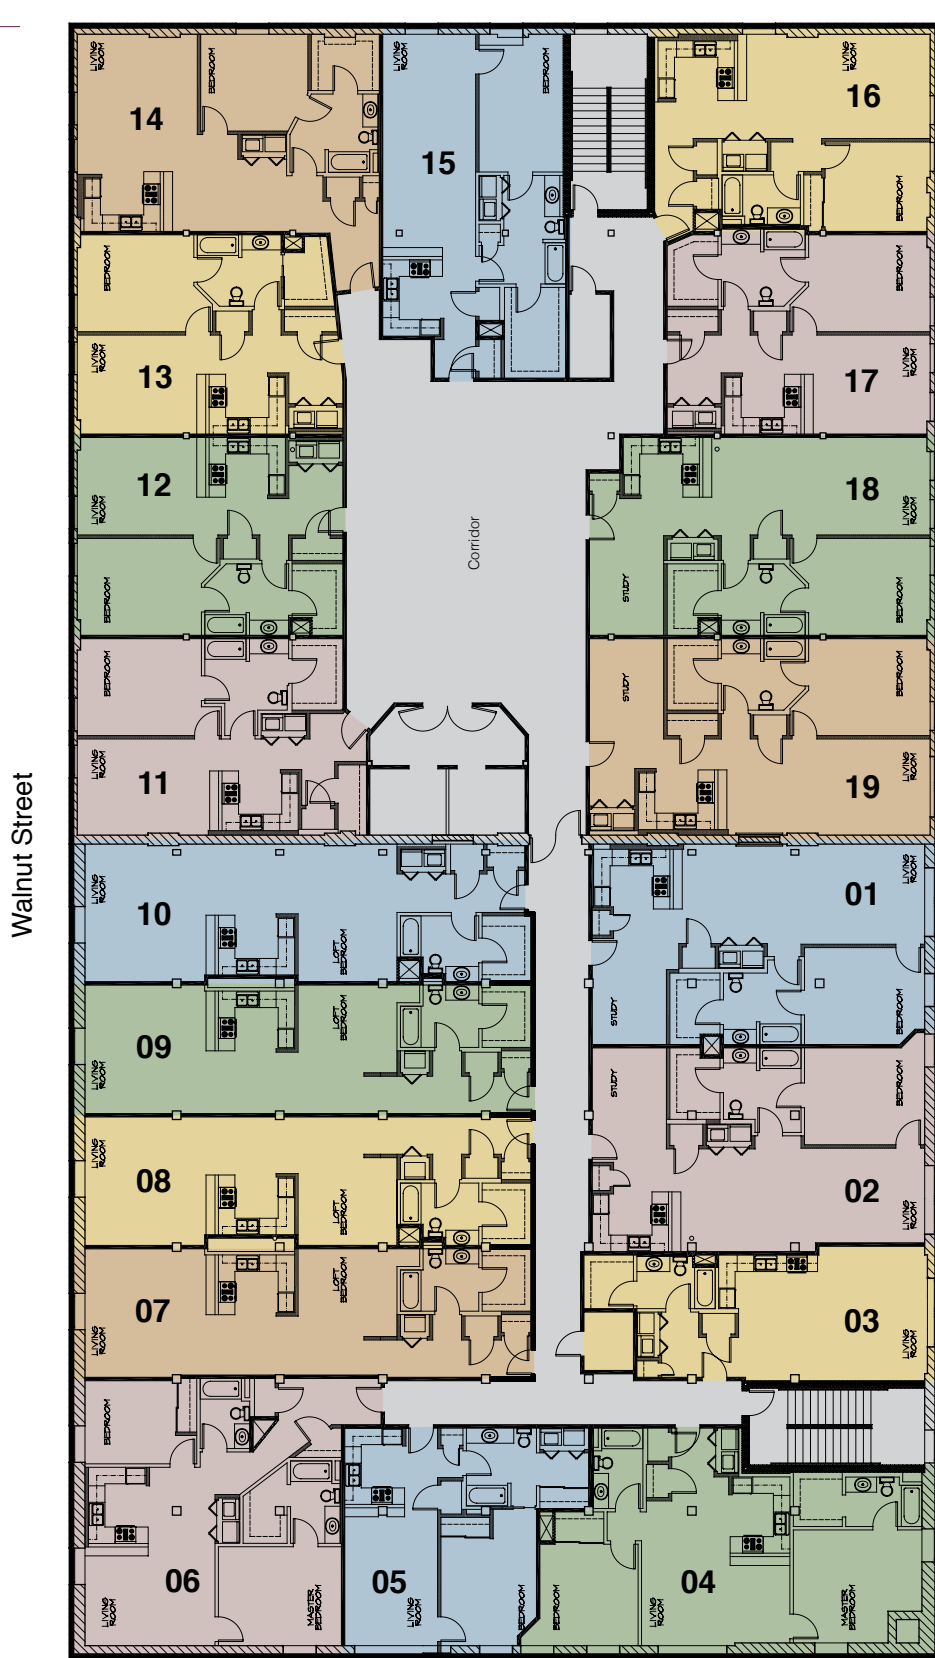 LIVING
ROOM
BEDROOM
14
LIVING
ROOM
BEDROOM
15
LIVING
ROOM
16
BEDROOM
BEDROOM
LIVING
ROOM
13
BEDROOM
LIVING
ROOM
17
12
LIVING
ROOM
BEDROOM
Corridor
18
STUDY
BEDROOM
BEDROOM
LIVING
ROOM
11
STUDY
BEDROOM
LIVING
ROOM
19
Walnut Street
LIVING
ROOM
10
LOFT
BEDROOM
LIVING
ROOM
01
STUDY
BEDROOM
LOFT
BEDROOM
09
LIVING
ROOM
STUDY
BEDROOM
02
LIVING
ROOM
LIVING
ROOM
08
LOFT
BEDROOM
LOFT
BEDROOM
07
LIVING
ROOM
03
LIVING
ROOM
BEDROOM
06
LIVING
ROOM
MASTER
BEDROOM
05
LIVING
ROOM
BEDROOM
BEDROOM
04
LIVING
ROOM
MASTER
BEDROOM